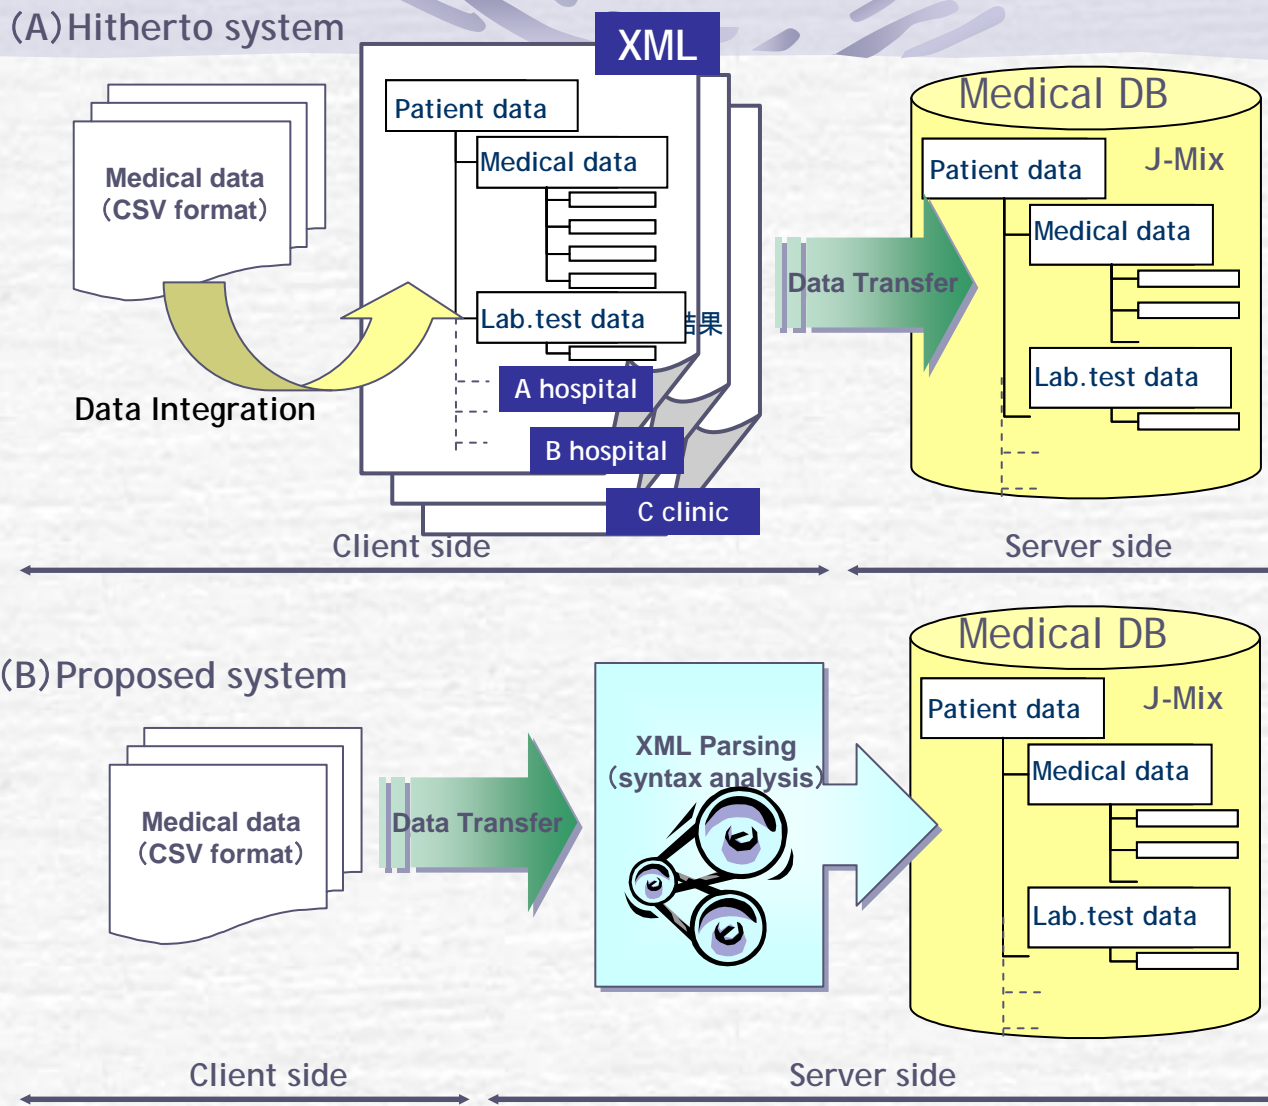 (A)Hitherto system
XML
Medical data
(CSV format)
Patient data
Medical data
Lab.test data
果
A hospital
B hospital
C clinic
Data Integration
Data Transfer
Medical DB
J-Mix
Patient data
Medical data
Lab.test data
Client side
Server side
(B)Proposed system
Medical data
(CSV format)
Data Transfer
XML Parsing
(syntax analysis)
Medical DB
J-Mix
Patient data
Medical data
Lab.test data
Client side
Server side